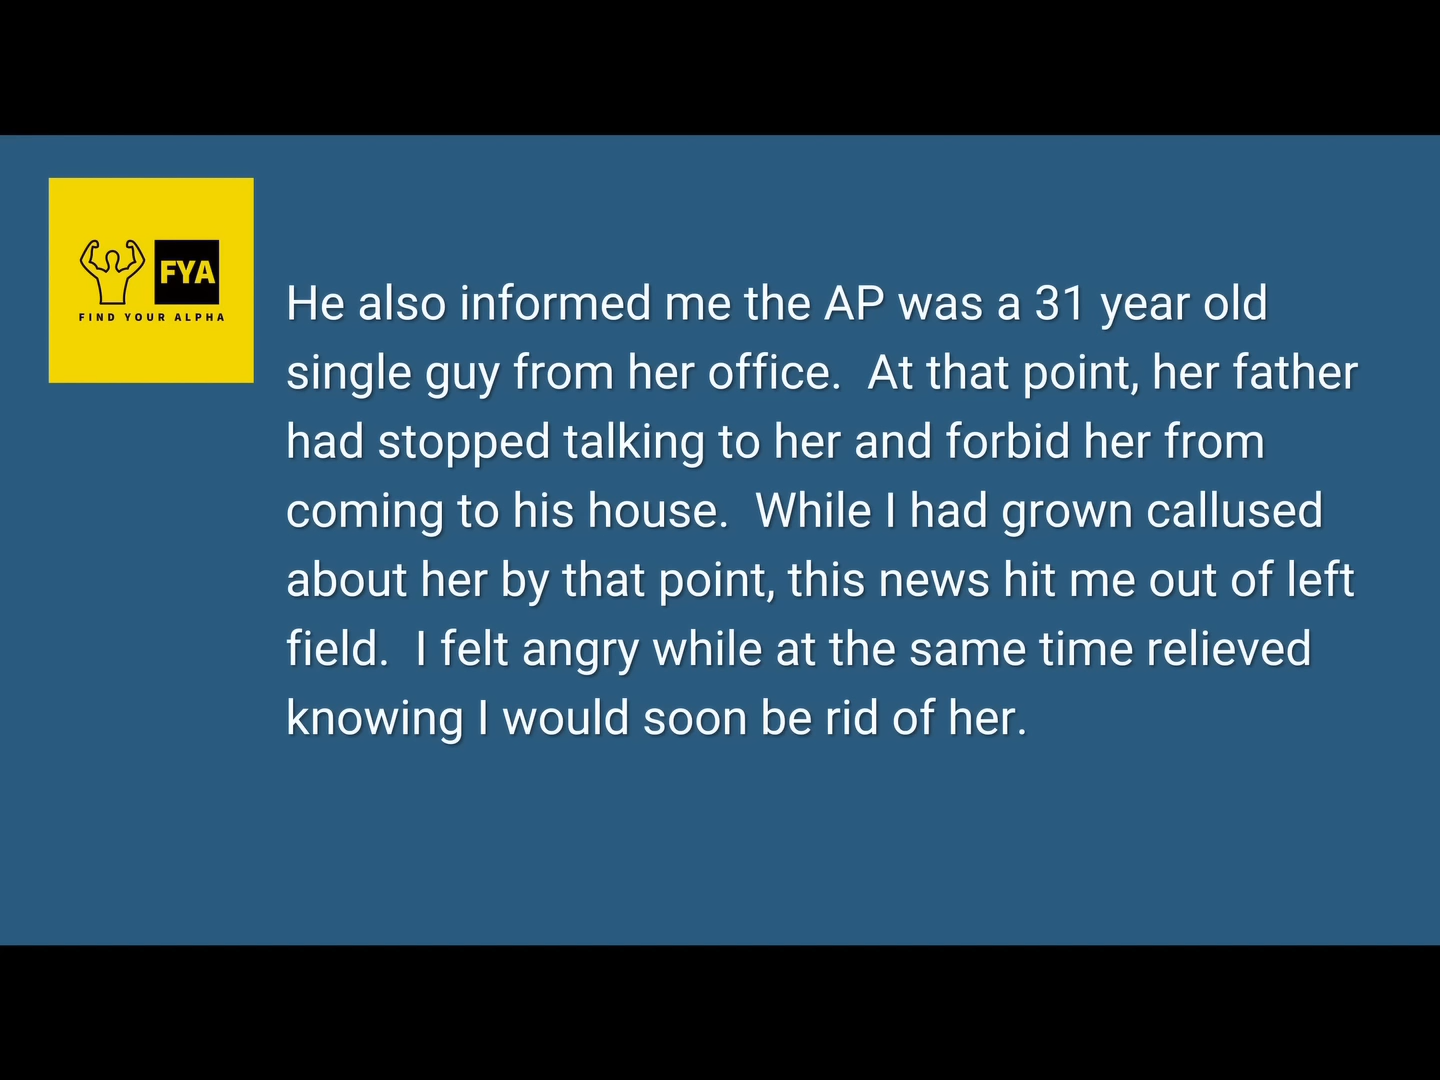 FYA
FIND YOUR ALPHA
He also informed me the AP was a 31 year old
single guy from her office.  At that point, her father
had stopped talking to her and forbid her from
coming to his house.  While I had grown callused
about her by that point, this news hit me out of left
field.  I felt angry while at the same time relieved
knowing I would soon be rid of her.